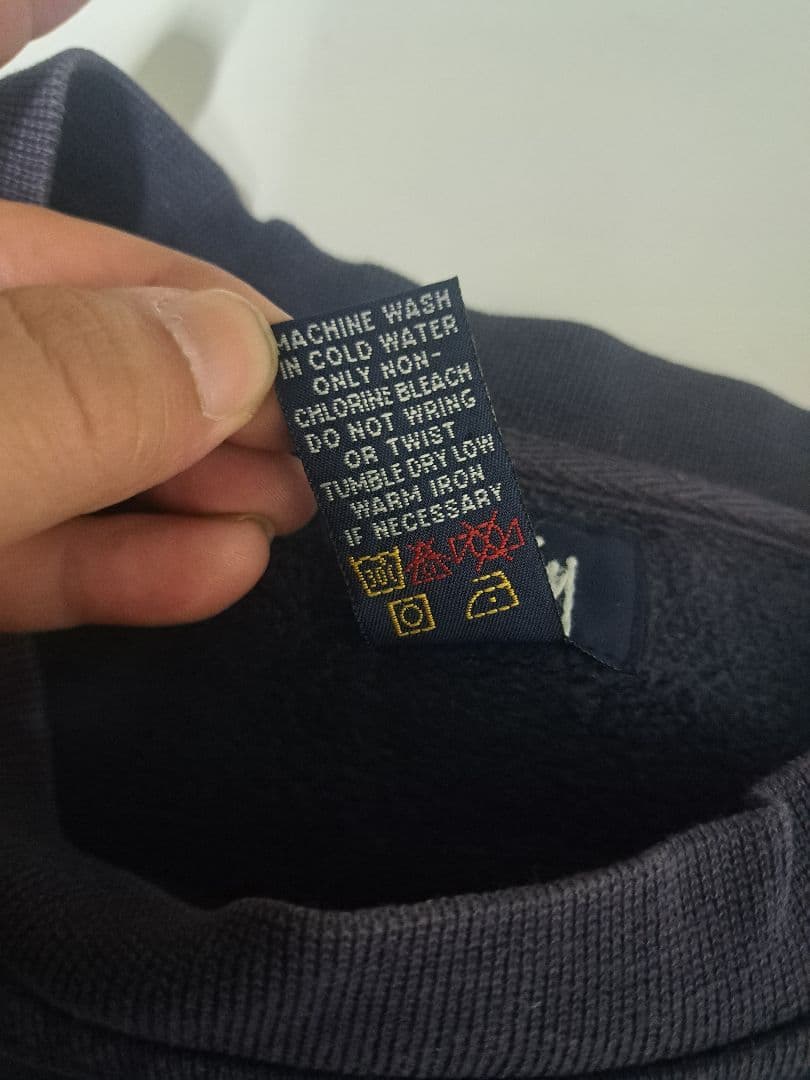 MACHINE WASH
IN COLD WATER
ONLY NON-
CHLORINE BLEACH
DO NOT WRING
OR TWIST
TUMBLE DRY LOW
WARM IRON
IF NECESSARY
30C